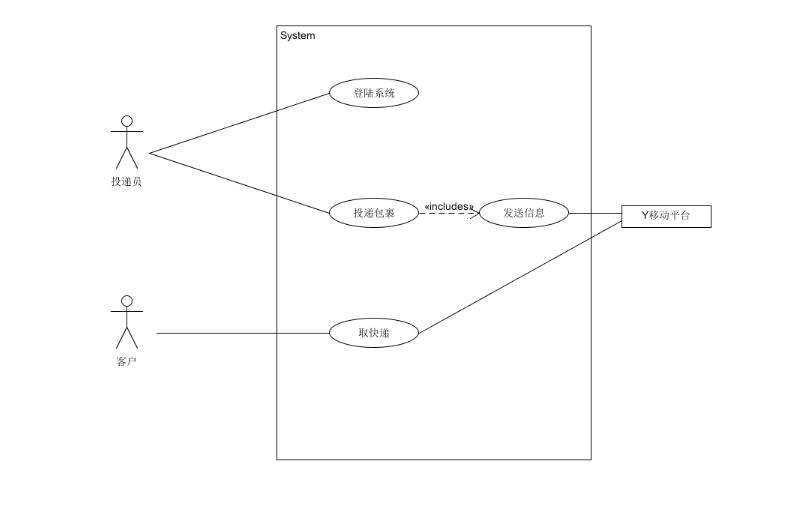 System
登陆系统
投递员
投递包裹
«includes»
发送信息
Y移动平台
取快递
客户